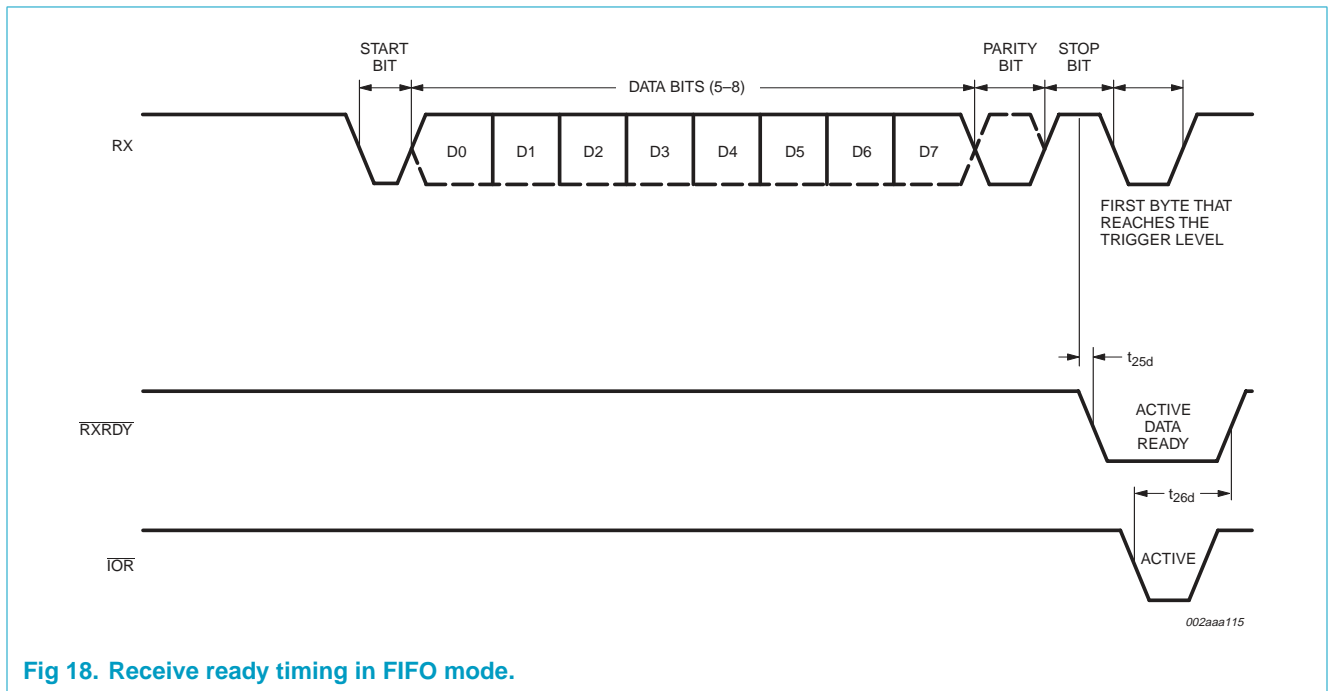 START
BIT
DATA BITS (5–8)
PARITY
BIT
STOP
BIT
RX
D0
D1
D2
D3
D4
D5
D6
D7
FIRST BYTE THAT
REACHES THE
TRIGGER LEVEL
t25d
RXRDY
ACTIVE
DATA
READY
t26d
IOR
ACTIVE
002aaa115
Fig 18. Receive ready timing in FIFO mode.